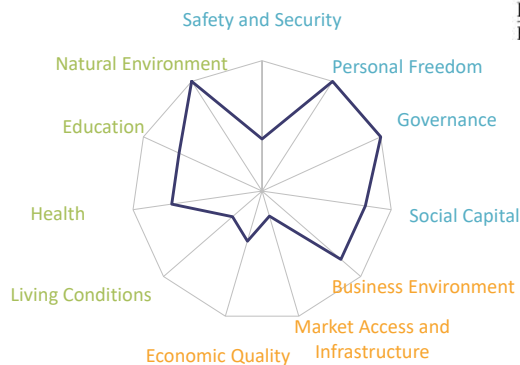 Safety and Security
Natural Environment
Personal Freedom
Education
Governance
Health
Social Capital
Living Conditions
Business Environment
Market Access and
Infrastructure
Economic Quality